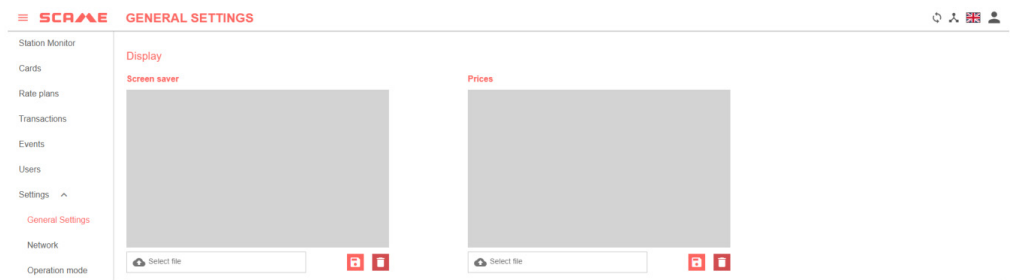 SCAME
GENERAL SETTINGS
Station Monitor
Cards
Rate plans
Transactions
Events
Users
Settings
General Settings
Network
Operation mode
Display
Screen saver
Prices
Select file
Select file